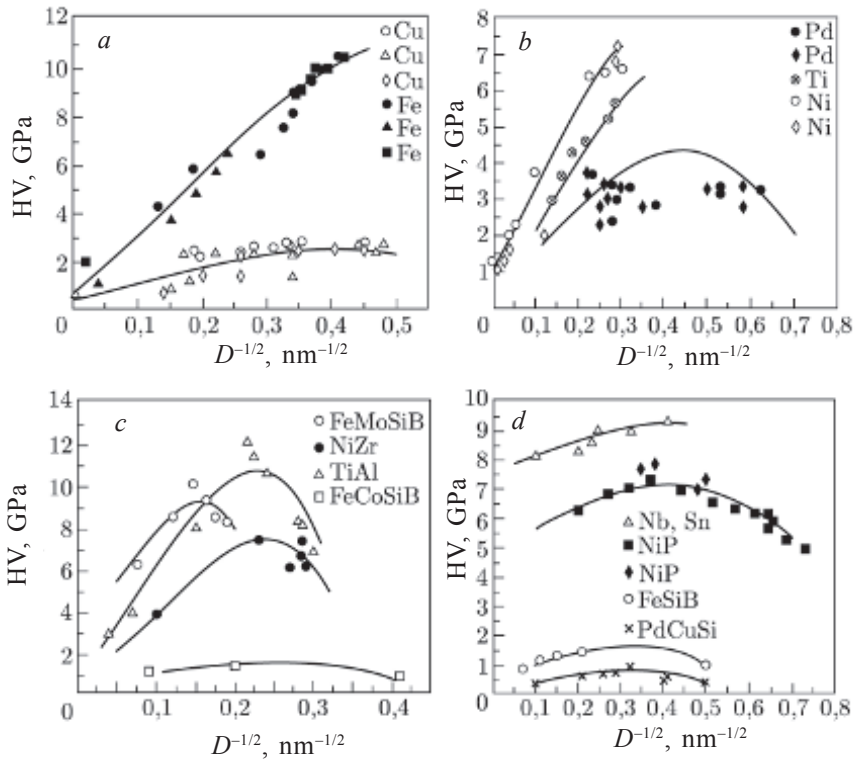 a
HV, GPa
12
10
8
6
4
2
0
0,1
0,2
0,3
0,4
0,5
D–1/2, nm–1/2
Cu
Cu
Cu
Fe
Fe
Fe
b
HV, GPa
8
7
6
5
4
3
2
1
0
0,1
0,2
0,3
0,4
0,5
0,6
0,7
0,8
D–1/2, nm–1/2
Pd
Pd
Ti
Ni
Ni
c
HV, GPa
14
12
10
8
6
4
2
0
0,1
0,2
0,3
0,4
D–1/2, nm–1/2
FeMoSiB
NiZr
TiAl
FeCoSiB
d
HV, GPa
10
9
8
7
6
5
4
3
2
1
0
0,1
0,2
0,3
0,4
0,5
0,6
0,7
0,8
D–1/2, nm–1/2
Nb, Sn
NiP
NiP
FeSiB
PdCuSi